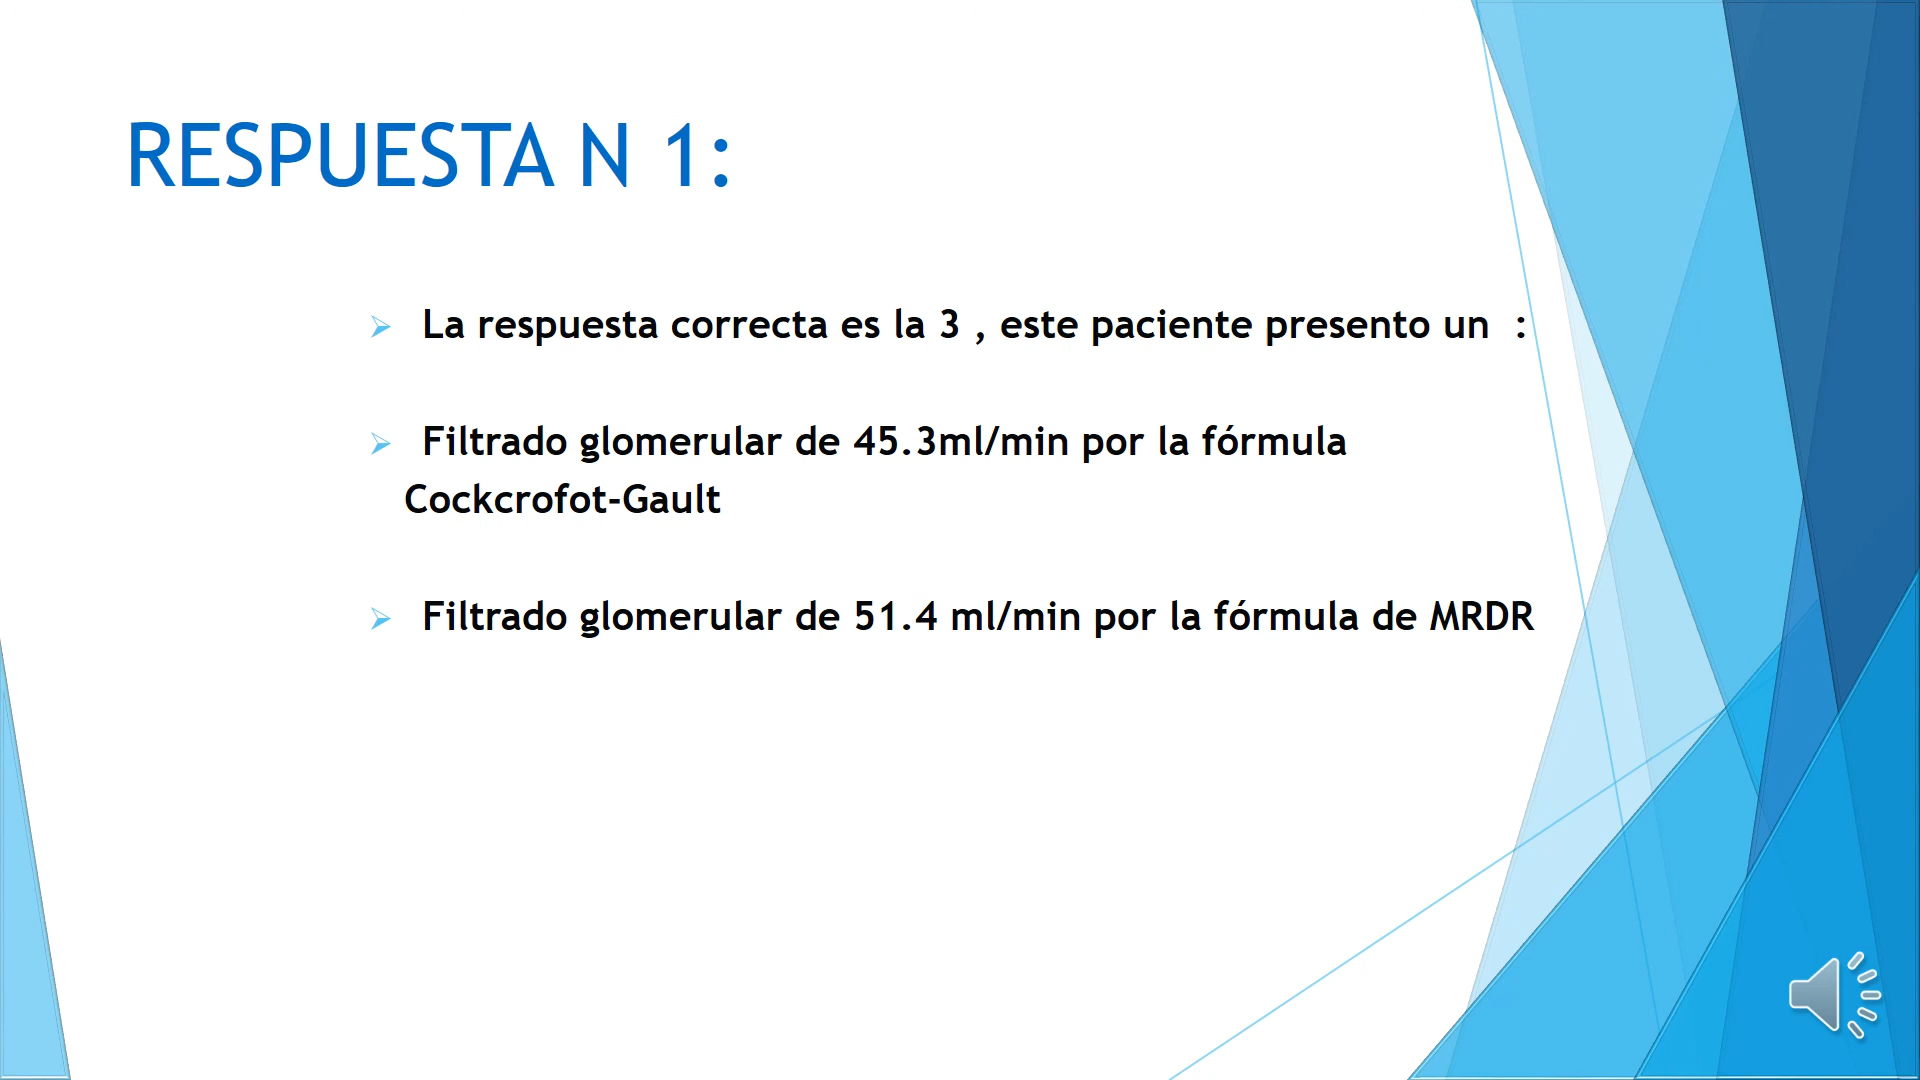 RESPUESTA N 1:
La respuesta correcta es la 3 , este paciente presento un :
Filtrado glomerular de 45.3ml/min por la fórmula
Cockcrofot-Gault
Filtrado glomerular de 51.4 ml/min por la fórmula de MRDR